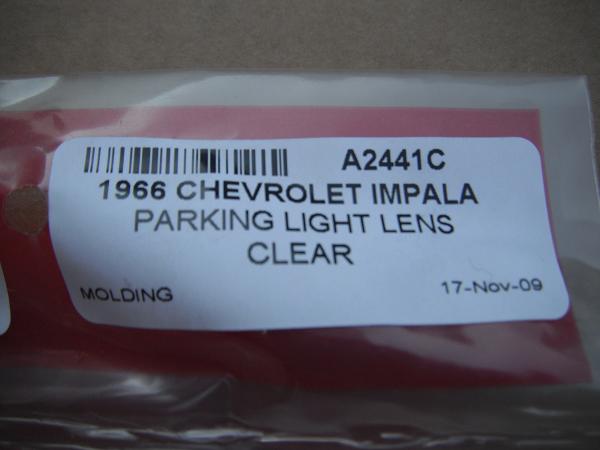 A2441C
1966 CHEVROLET IMPALA
PARKING LIGHT LENS
CLEAR
MOLDING 17-Nov-09